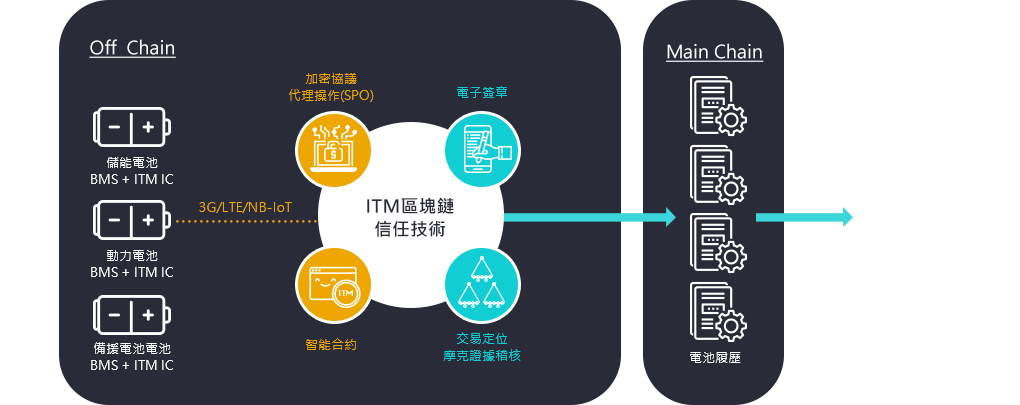 Off Chain
儲能電池
BMS + ITM IC
動力電池
BMS + ITM IC
備援電池電池
BMS + ITM IC
3G/LTE/NB-IoT
加密協議
代理操作(SPO)
電子簽章
ITM區塊鏈
信任技術
ITM
智能合約
交易定位
摩克證據稽核
Main Chain
電池履歷